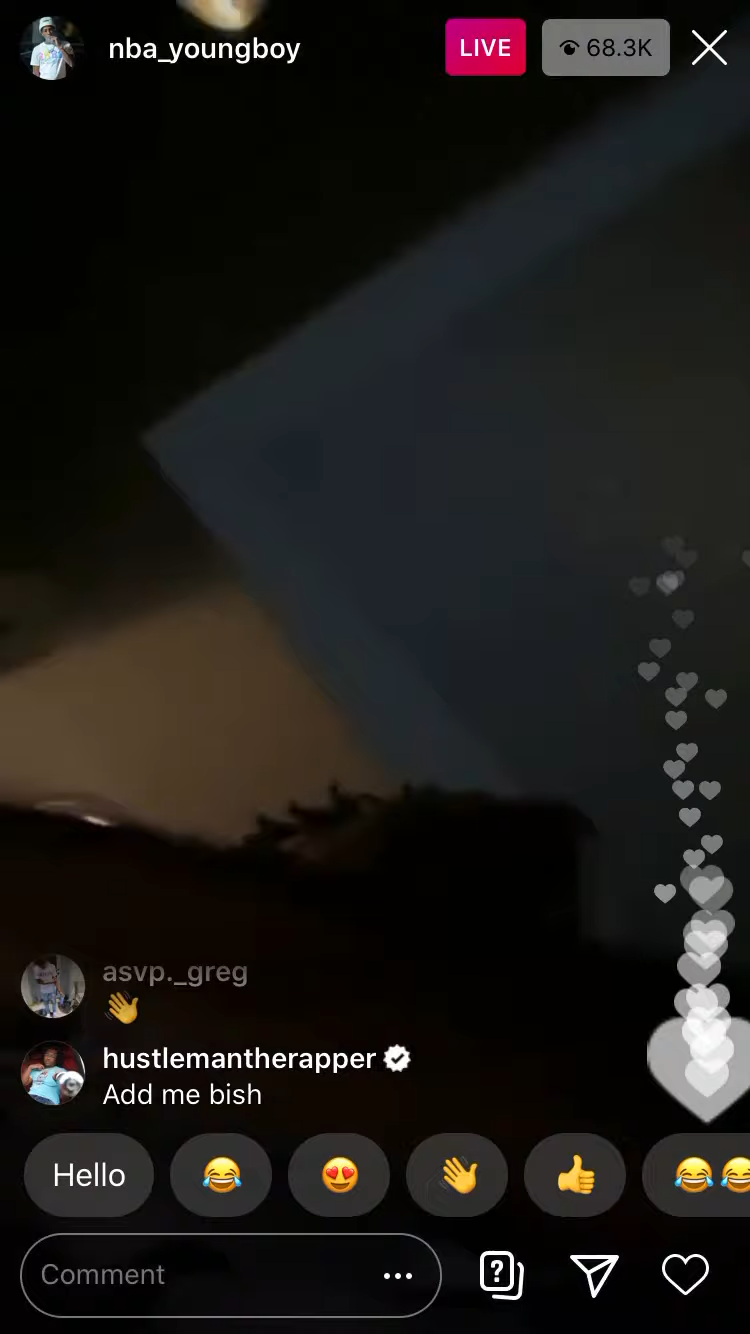 nba_youngboy
LIVE
68.3K
asvp._greg
👋
hustlemantherapper
Add me bish
Hello
Comment